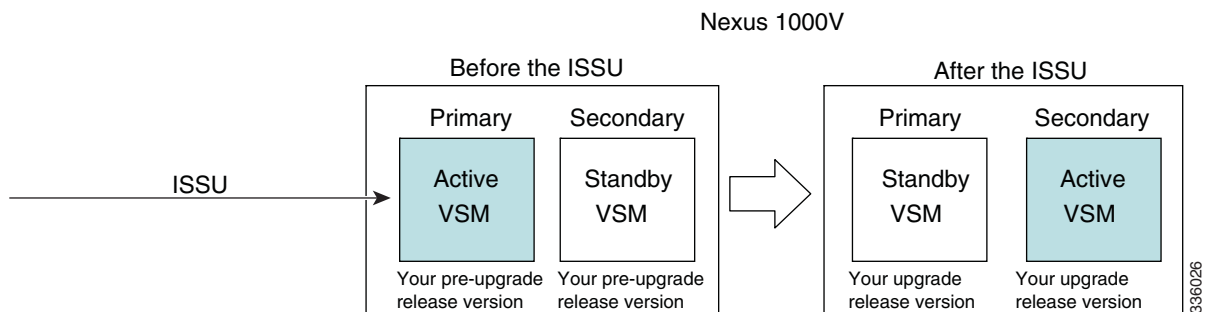 Nexus 1000V
Before the ISSU
After the ISSU
Primary
Secondary
Primary
Secondary
ISSU
Active
VSM
Standby
VSM
Standby
VSM
Active
VSM
Your pre-upgrade
release version
Your pre-upgrade
release version
Your upgrade
release version
Your upgrade
release version
336026